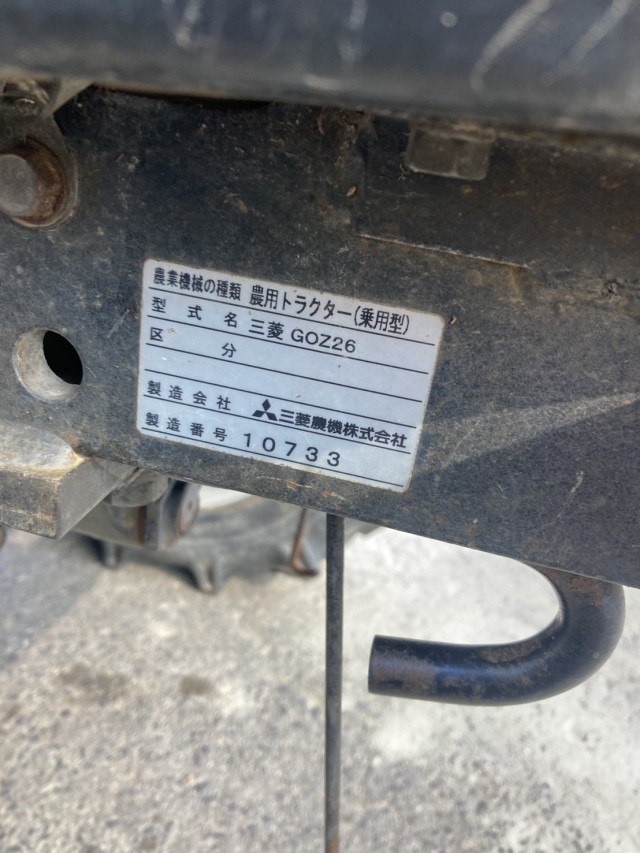 農業機械の種類 農用トラクター(乗用型)
型式名 三菱 GOZ26
区分
製造会社 三菱農機株式会社
製造番号 10733